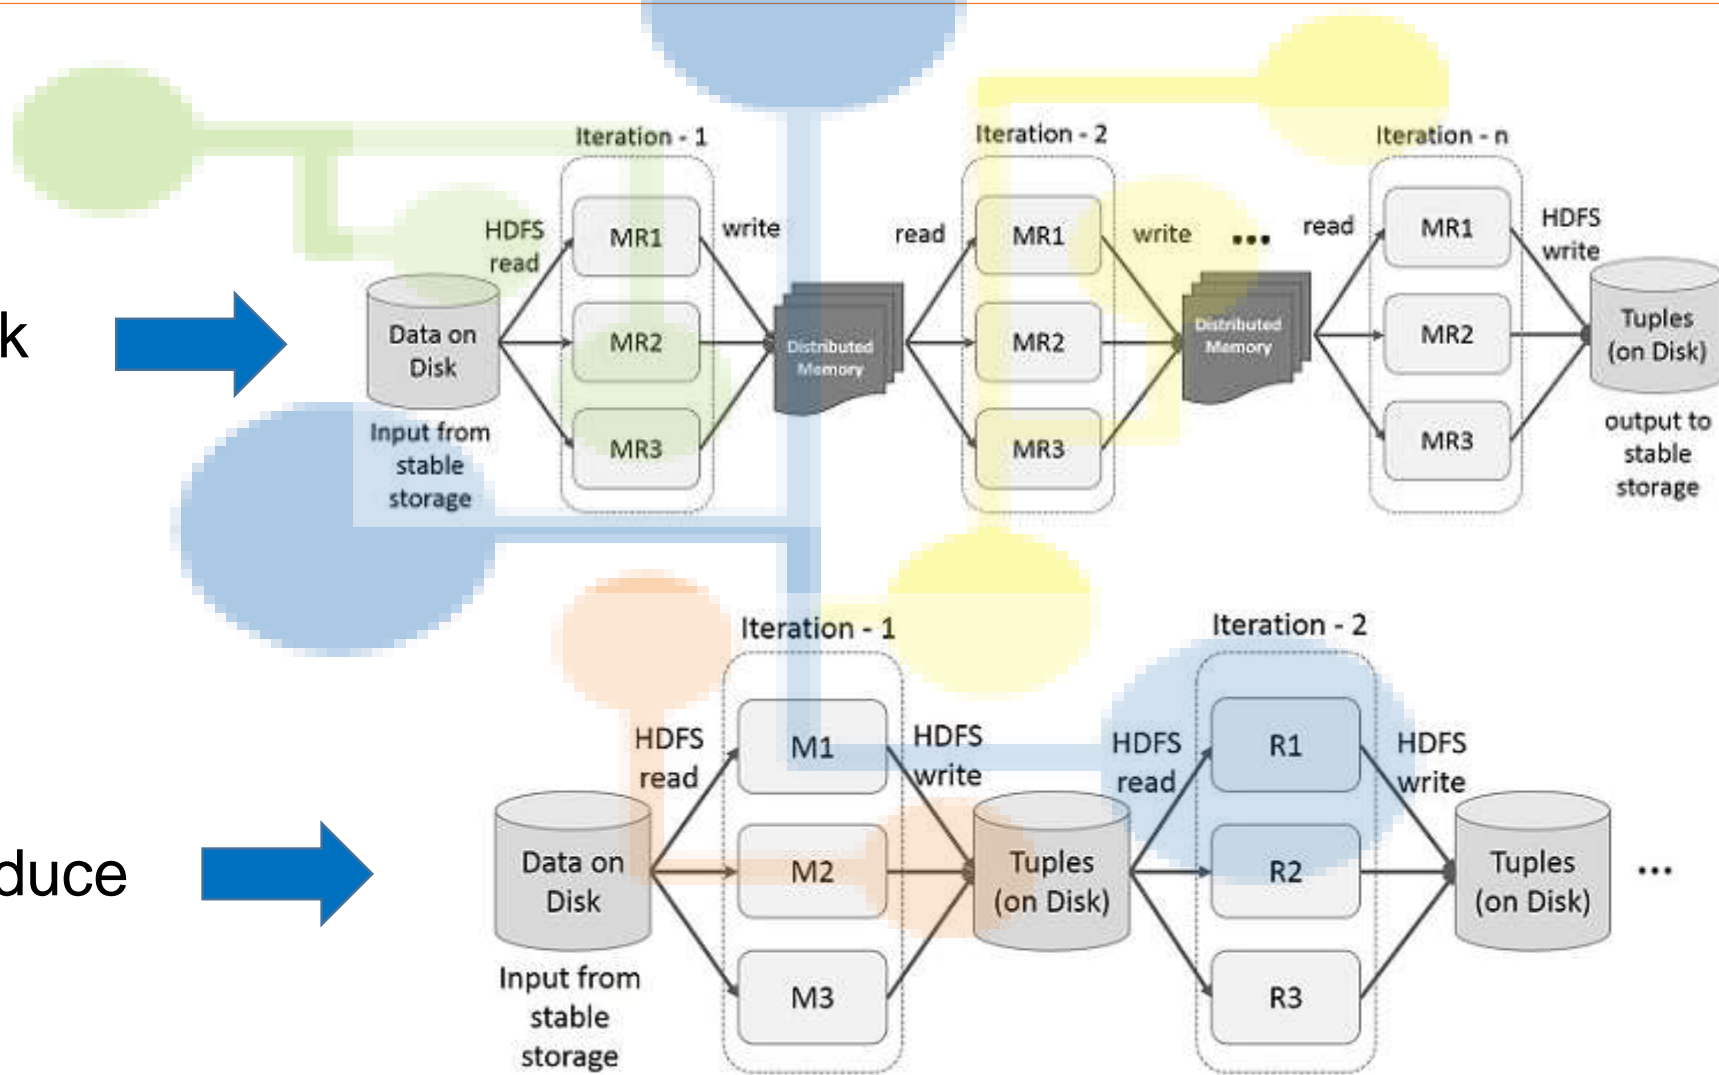 Iteration - 1
Iteration - 2
Iteration - n
HDFS
read
MR1
MR2
MR3
write
read
MR1
MR2
MR3
write
...
read
MR1
MR2
MR3
HDFS
write
k
Data on
Disk
Input from
stable
storage
Distributed
Memory
Distributed
Memory
Tuples
(on Disk)
output to
stable
storage
Iteration - 1
Iteration - 2
duce
HDFS
read
M1
M2
M3
HDFS
write
HDFS
read
R1
R2
R3
HDFS
write
Data on
Disk
Input from
stable
storage
Tuples
(on Disk)
Tuples
(on Disk)
...